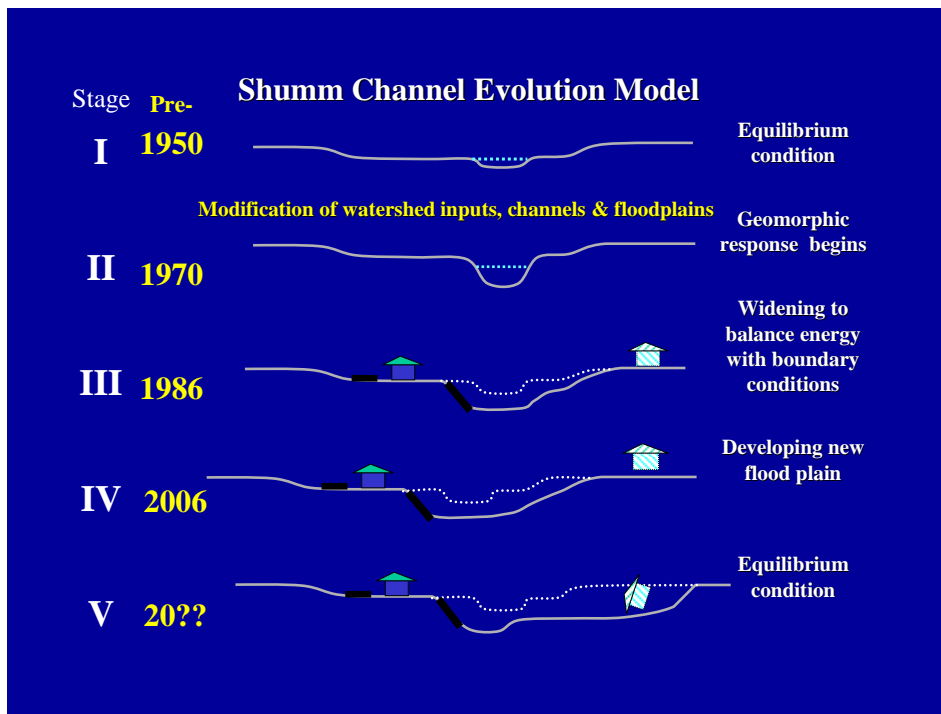 Shumm Channel Evolution Model
Stage
Pre-
1950
I
Equilibrium
condition
Modification of watershed inputs, channels & floodplains
II
1970
Geomorphic
response begins
III
1986
Widening to
balance energy
with boundary
conditions
IV
2006
Developing new
flood plain
V
20??
Equilibrium
condition